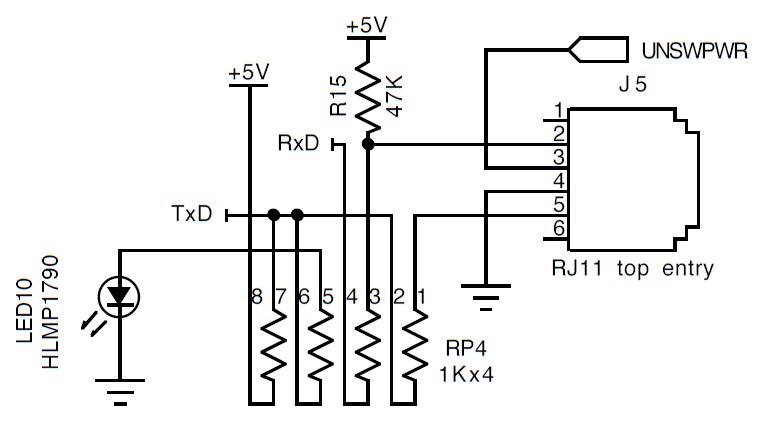 +5V
UNSWPWR
+5V
R15
47K
J5
RxD
1
2
3
4
5
6
TxD
RJ11 top entry
LED10
HLMP1790
8 7 6 5 4 3 2 1
RP4
1Kx4